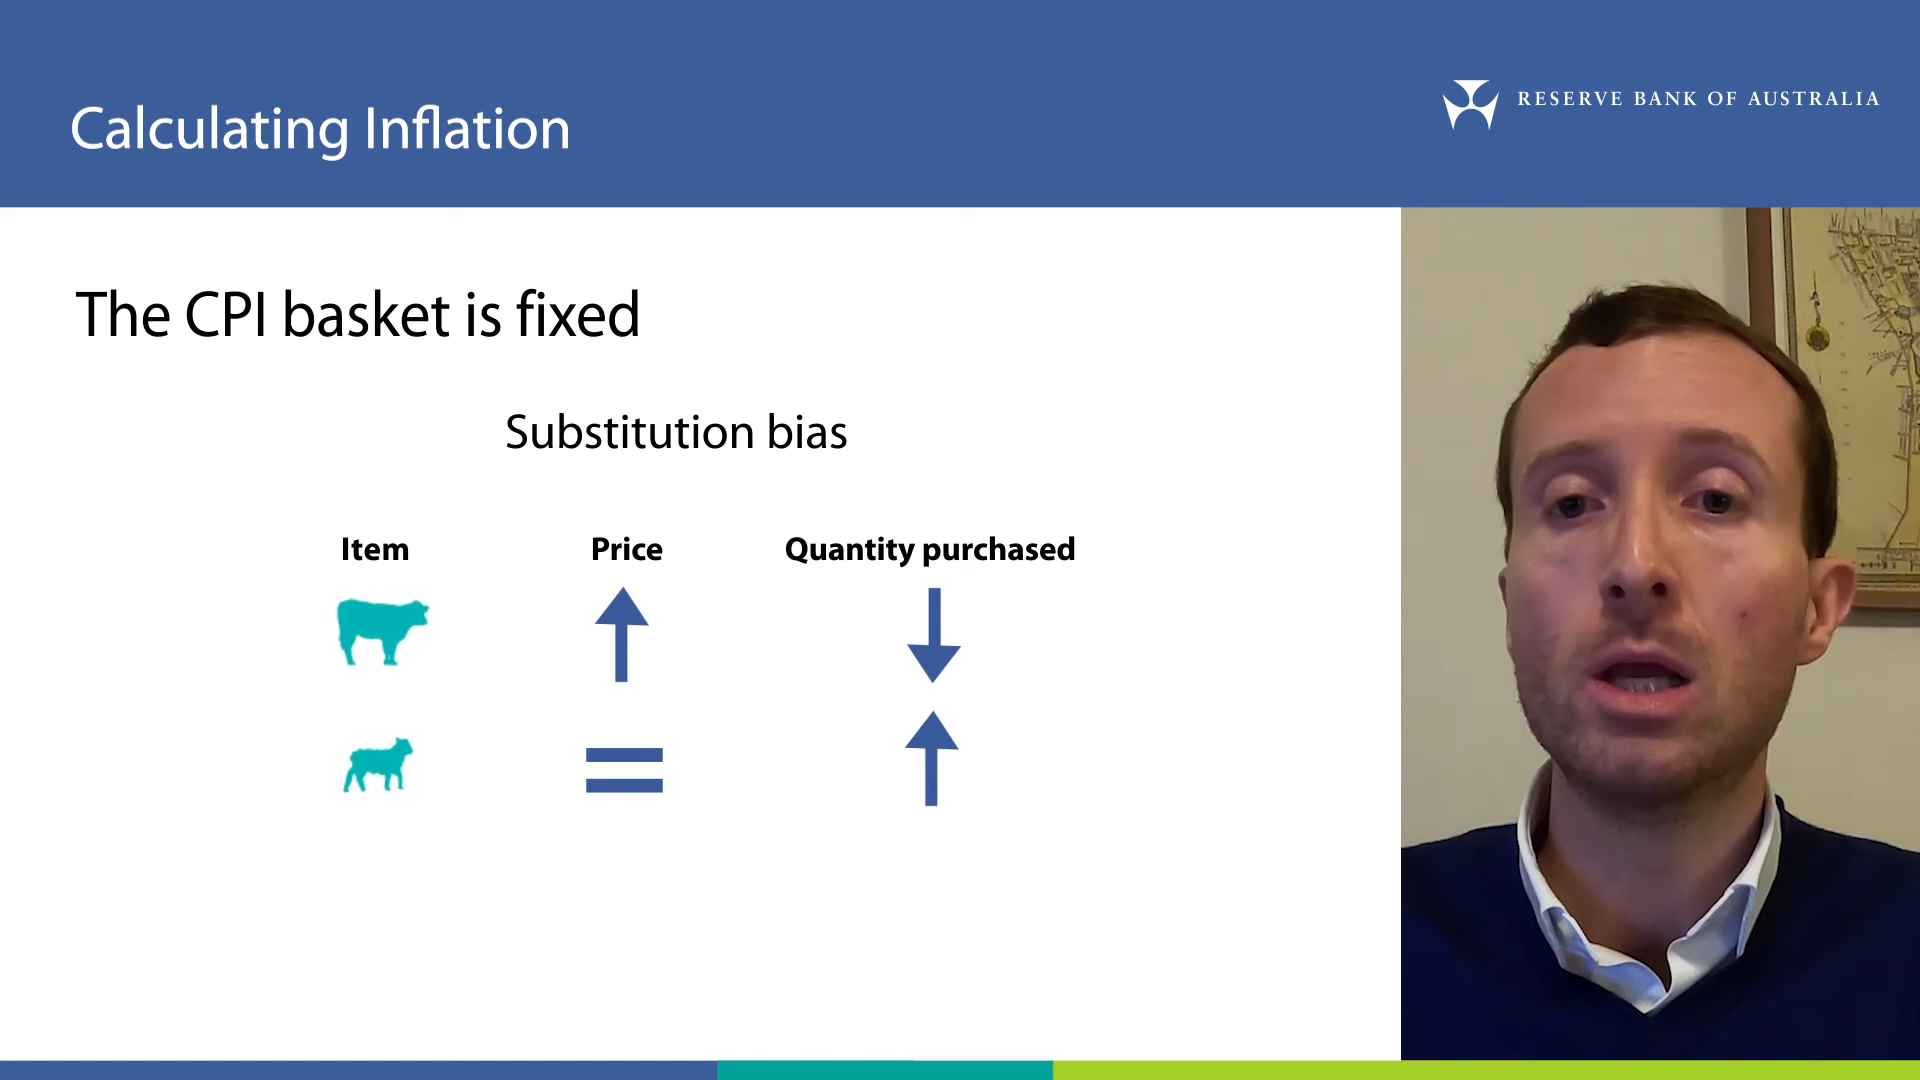 Calculating Inflation
RESERVE BANK OF AUSTRALIA
The CPI basket is fixed
Substitution bias
Item Price Quantity purchased